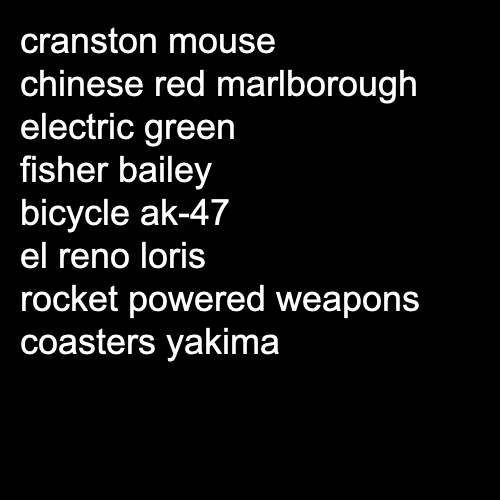 cranston mouse
chinese red marlborough
electric green
fisher bailey
bicycle ak-47
el reno loris
rocket powered weapons
coasters yakima